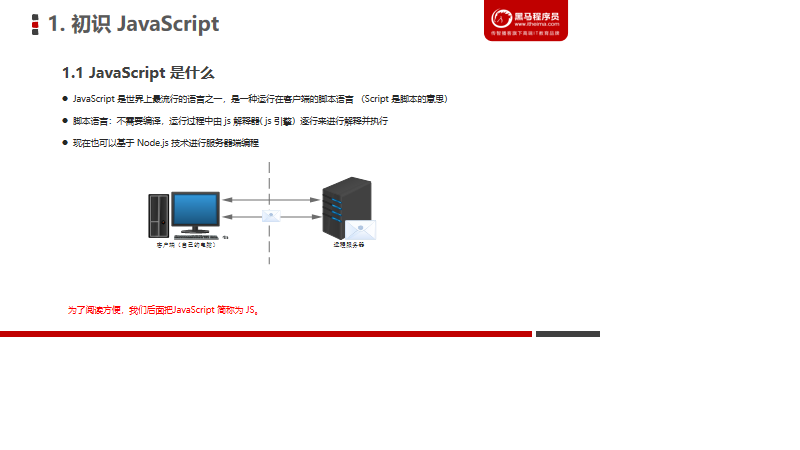 1. 初识 JavaScript
黑马程序员
www.itheima.com
传智播客旗下高端IT教育品牌
1.1 JavaScript 是什么
● JavaScript 是世界上最流行的语言之一，是一种运行在客户端的脚本语言 （Script 是脚本的意思）
● 脚本语言：不需要编译，运行过程中由 js 解释器( js 引擎）逐行来进行解释并执行
● 现在也可以基于 Node.js 技术进行服务器端编程
客户端（自己的电脑）
远程服务器
为了阅读方便，我们后面把JavaScript 简称为 JS。